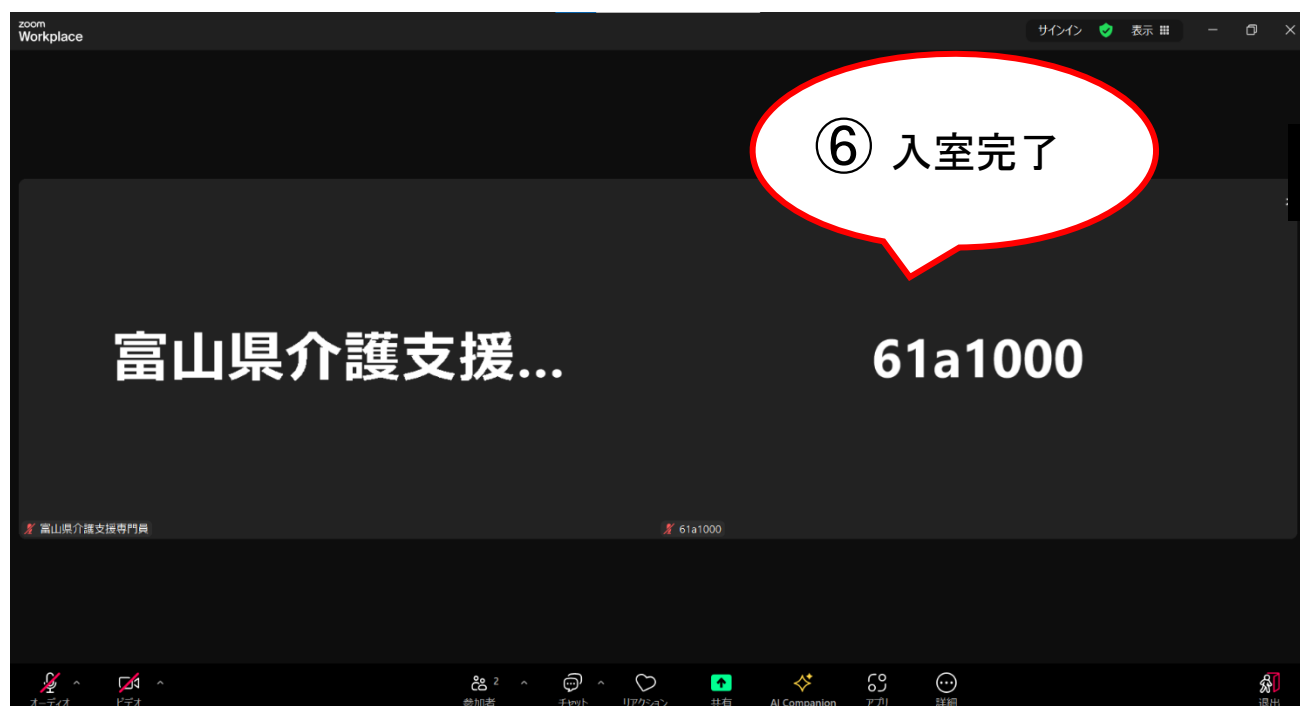 zoom
Workplace
サインイン
表示
⑥ 入室完了
富山県介護支援...
61a1000
富山県介護支援専門員
61a1000
オーディオ
ビデオ
2
参加者
チャット
リアクション
共有
AI Companion
アプリ
詳細
退出